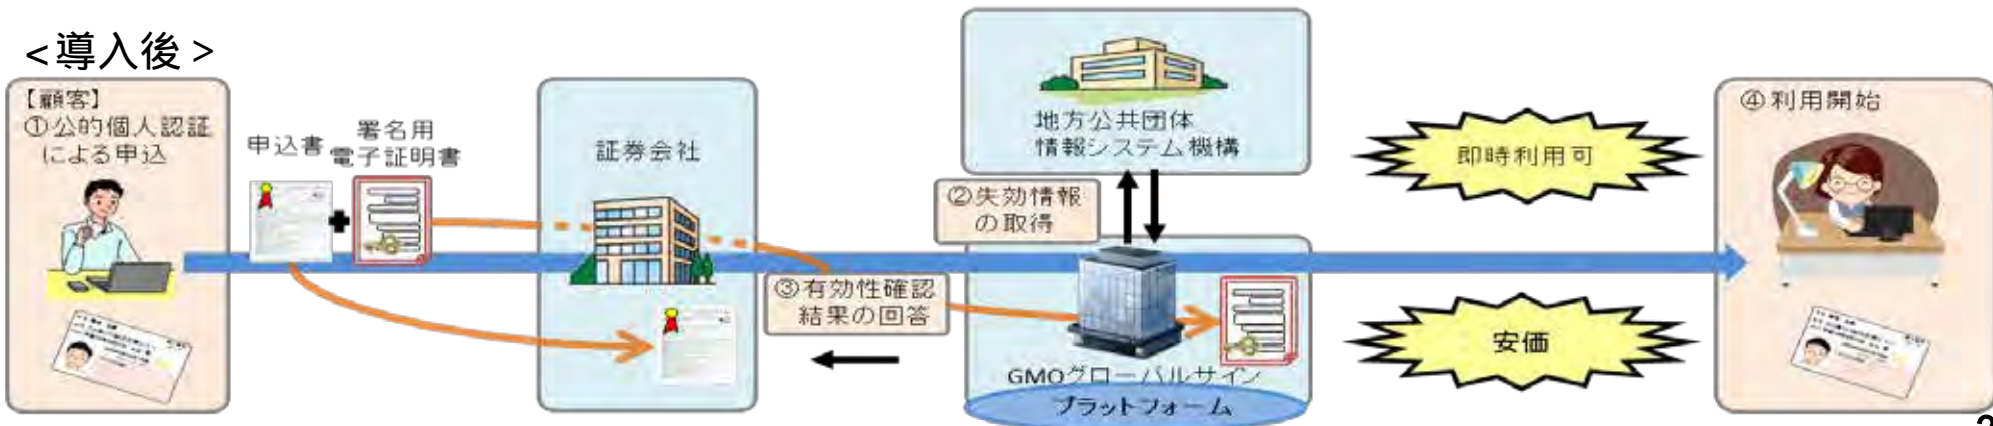 <導入後>
【顧客】
①公的個人認証
による申込
申込書
署名用
電子証明書
証券会社
地方公共団体
情報システム機構
②失効情報
の取得
③有効性確認
結果の回答
GMOグローバルサイン
プラットフォーム
即時利用可
安価
④利用開始